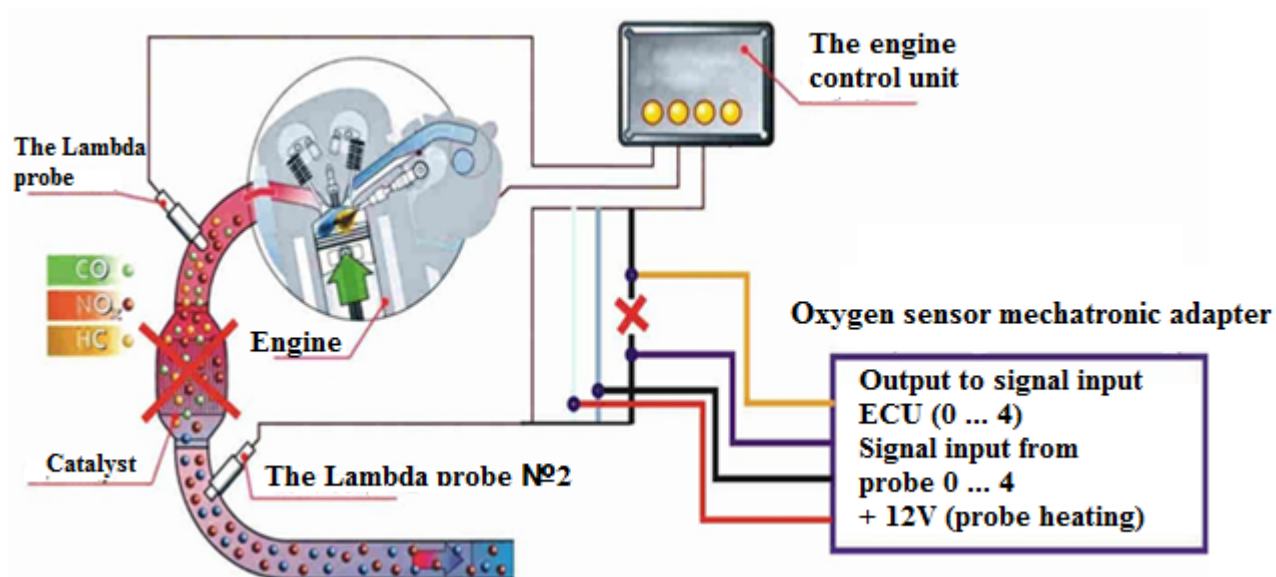 The engine
control unit
The Lambda
probe
CO
NOx
HC
Engine
Oxygen sensor mechatronic adapter
Output to signal input
ECU (0 ... 4)
Signal input from
probe 0 ... 4
+ 12V (probe heating)
Catalyst
The Lambda probe №2